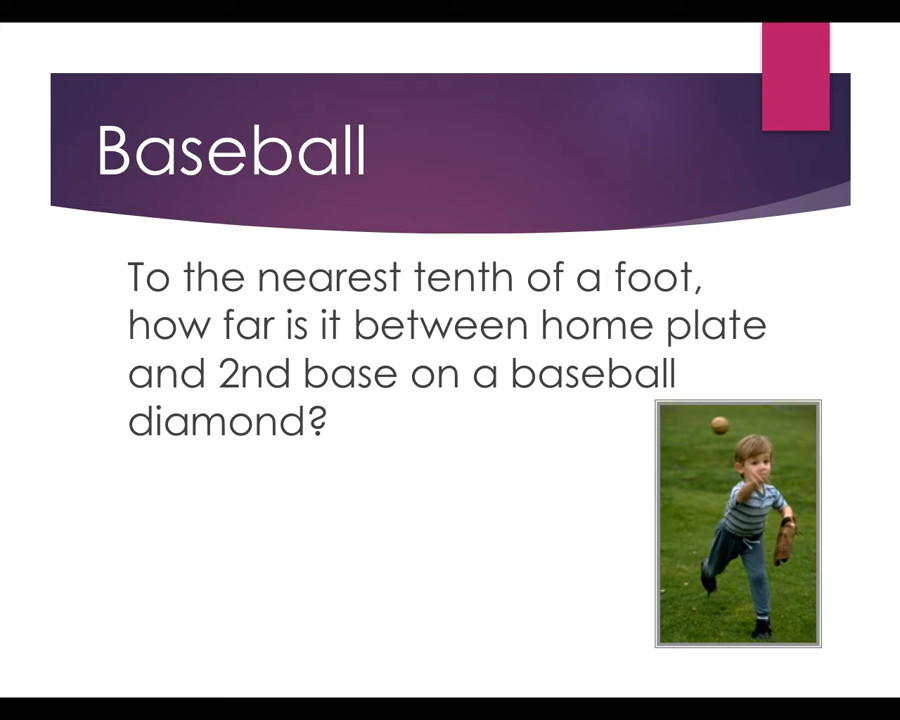 Baseball
To the nearest tenth of a foot,
how far is it between home plate
and 2nd base on a baseball
diamond?